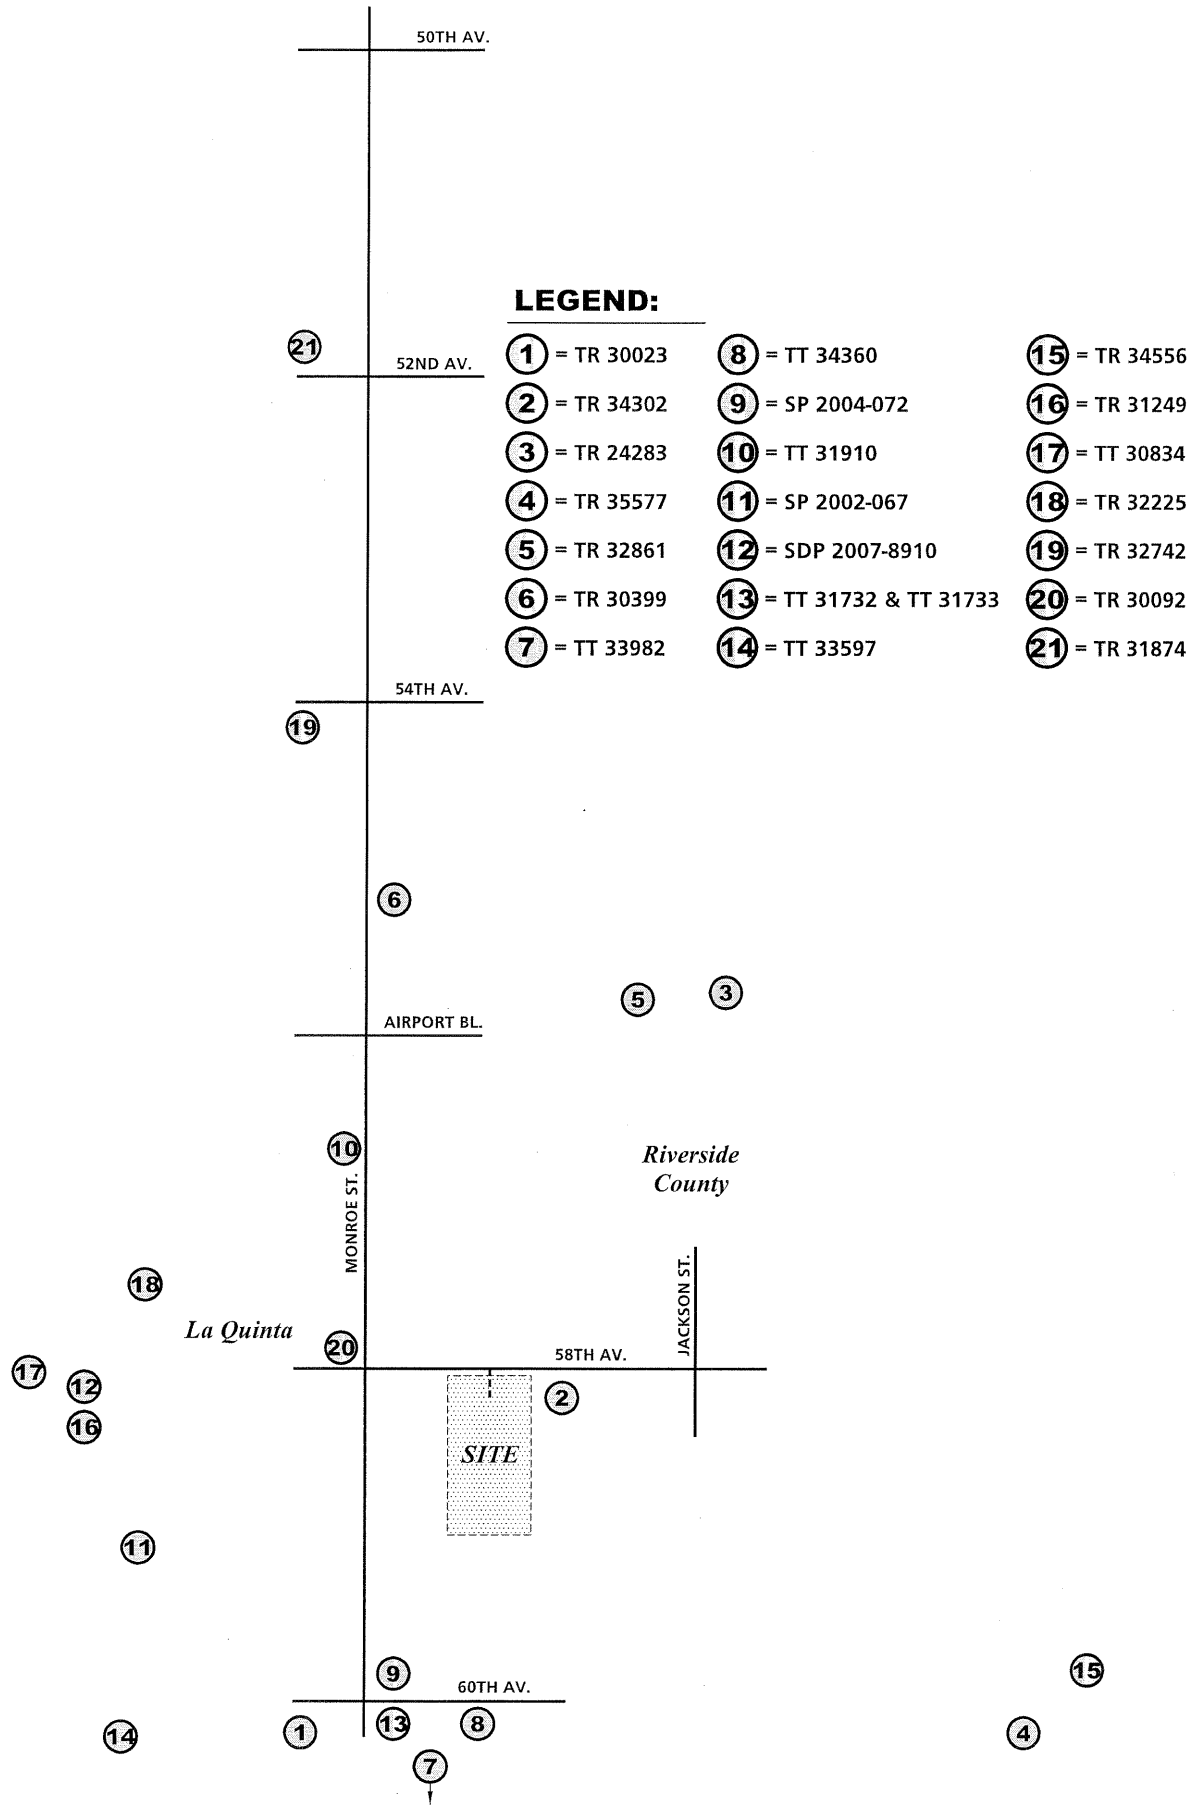 50TH AV.
LEGEND:
21
52ND AV.
1 = TR 30023
8 = TT 34360
15 = TR 34556
2 = TR 34302
9 = SP 2004-072
16 = TR 31249
3 = TR 24283
10 = TT 31910
17 = TT 30834
4 = TR 35577
11 = SP 2002-067
18 = TR 32225
5 = TR 32861
12 = SDP 2007-8910
19 = TR 32742
6 = TR 30399
13 = TT 31732 & TT 31733
20 = TR 30092
7 = TT 33982
14 = TT 33597
21 = TR 31874
54TH AV.
19
6
5
3
AIRPORT BL.
10
Riverside
County
MONROE ST.
JACKSON ST.
18
La Quinta
20
58TH AV.
17
12
2
16
SITE
11
9
15
60TH AV.
14
1
13
8
4
7